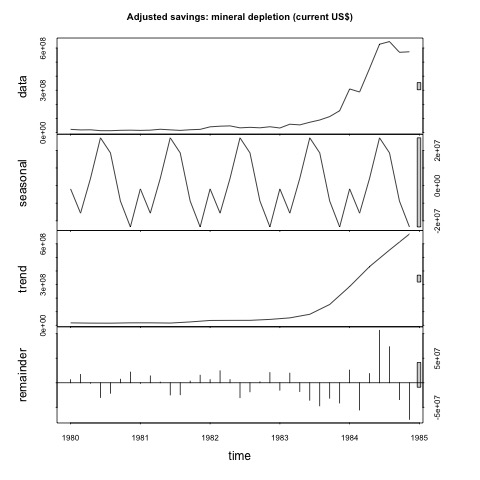 Adjusted savings: mineral depletion (current US$)
data
0e+00 3e+08 6e+08
seasonal
-2e+07 0e+00 2e+07
trend
0e+00 3e+08 6e+08
remainder
-5e+07 5e+07
1980 1981 1982 1983 1984 1985
time